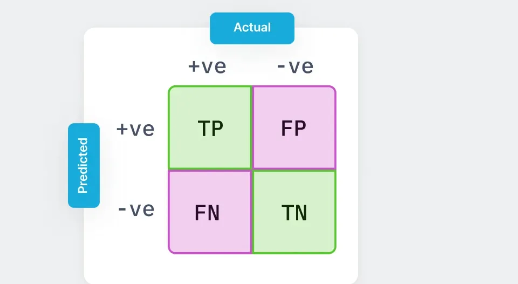 Actual
+ve -ve
Predicted
+ve TP FP
-ve FN TN